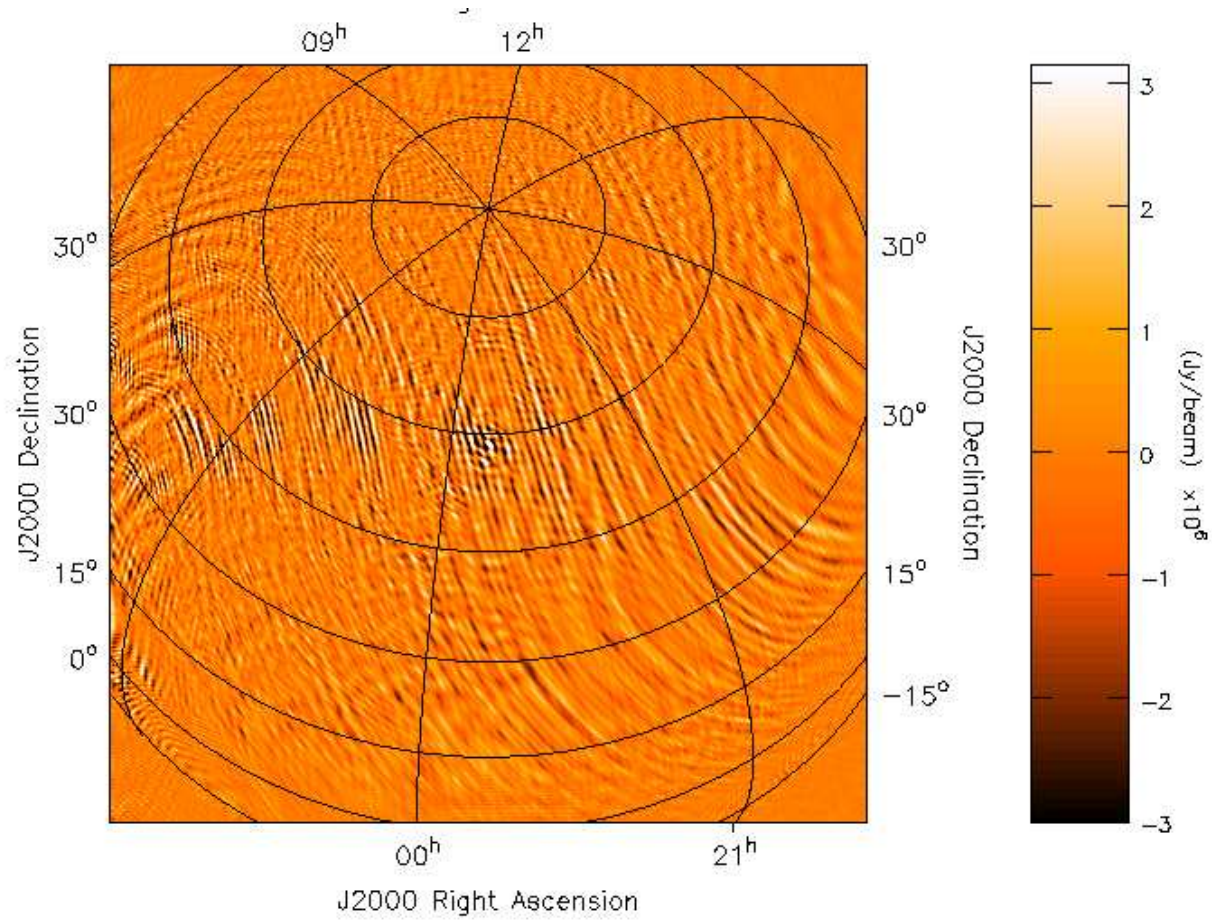 09h 12h
30° 30°
30° 30°
15° 15°
0° -15°
00h 21h
J2000 Right Ascension
J2000 Declination
J2000 Declination
3
2
1
0
-1
-2
-3
(Jy/beam) ×10⁶